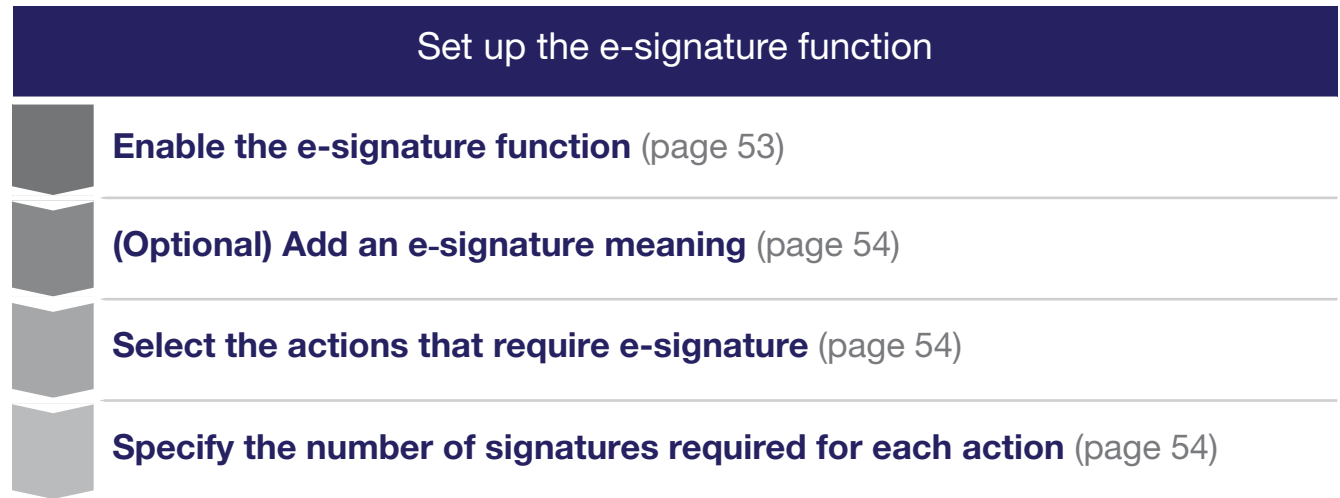 Set up the e-signature function
Enable the e-signature function (page 53)
(Optional) Add an e-signature meaning (page 54)
Select the actions that require e-signature (page 54)
Specify the number of signatures required for each action (page 54)